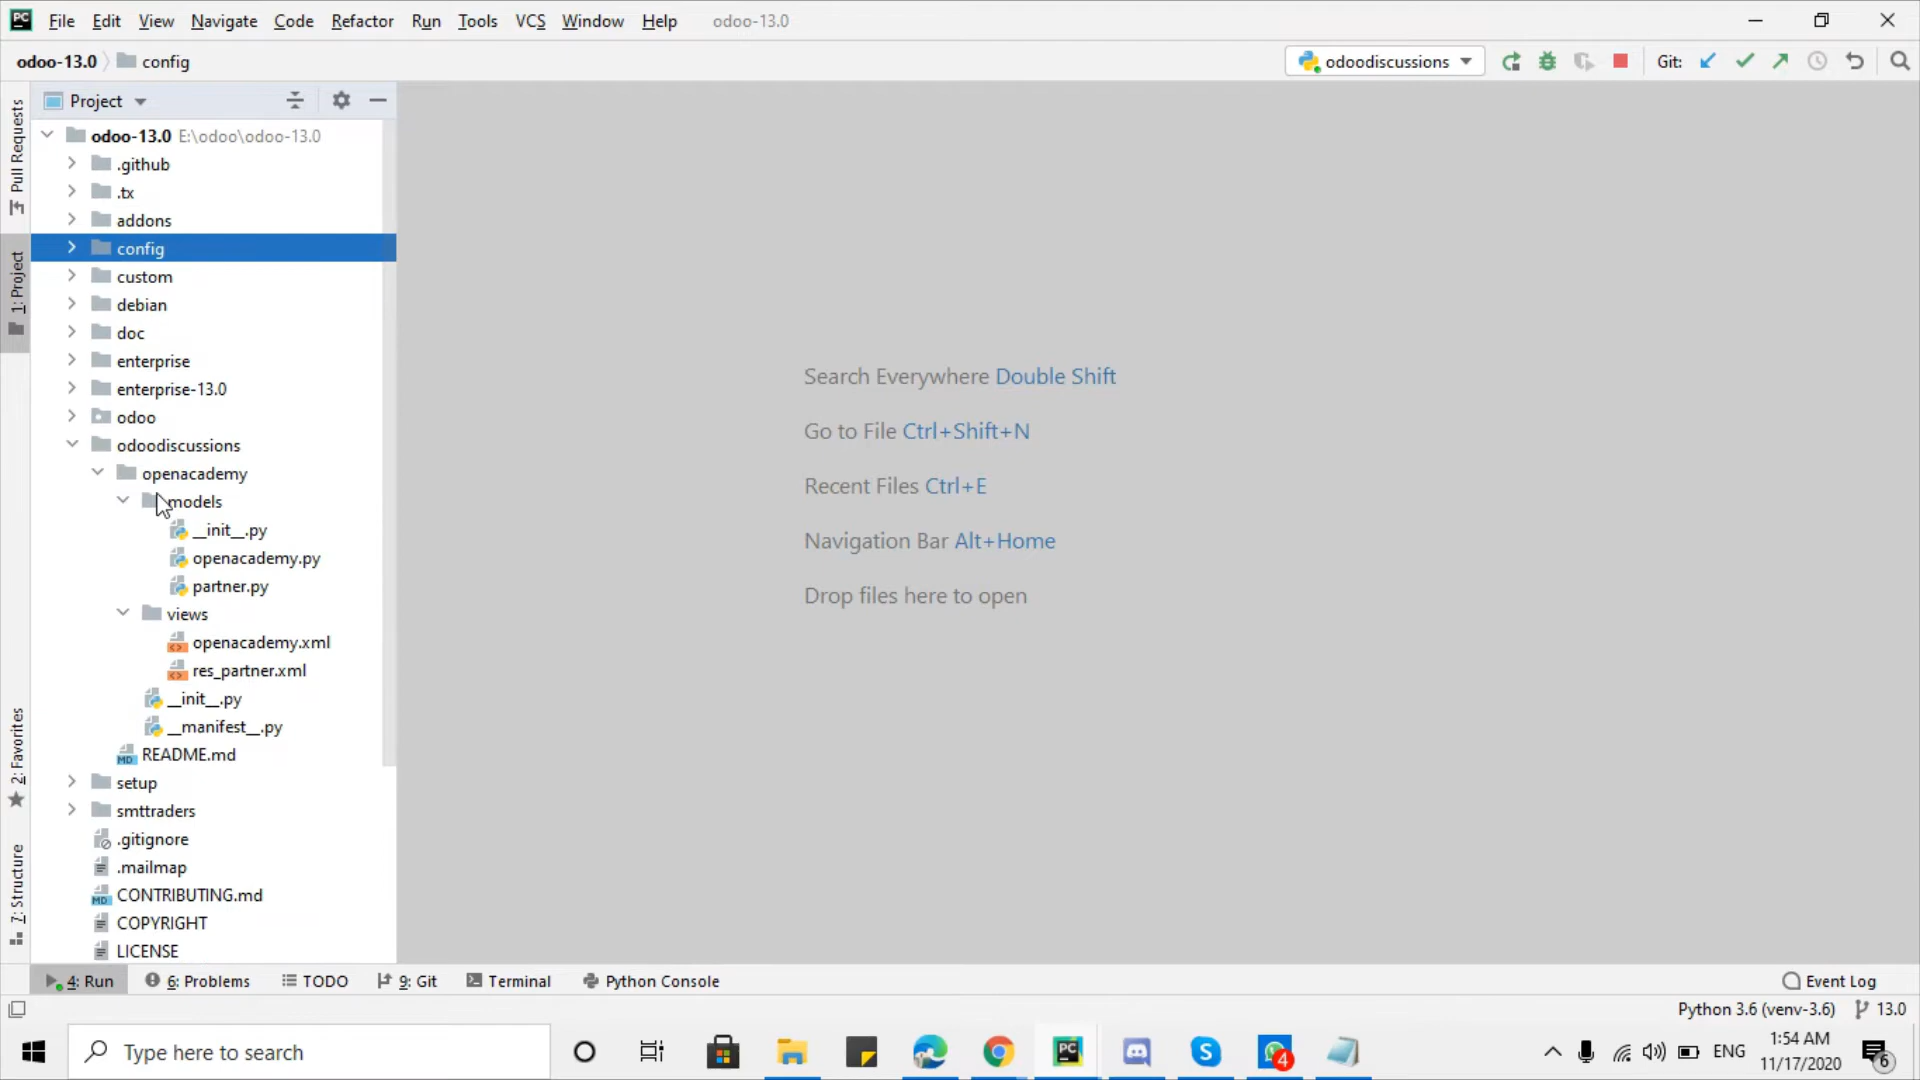 PC File Edit View Navigate Code Refactor Run Tools VCS Window Help odoo-13.0
odoo-13.0 config odoodiscussions Git:
Project
Pull Requests
1: Project
2: Favorites
7: Structure
odoo-13.0 E:\odoo\odoo-13.0
.github
.tx
addons
config
custom
debian
doc
enterprise
enterprise-13.0
odoo
odoodiscussions
openacademy
models
__init__.py
openacademy.py
partner.py
views
openacademy.xml
res_partner.xml
__init__.py
__manifest__.py
MD README.md
setup
smttraders
.gitignore
.mailmap
MD CONTRIBUTING.md
COPYRIGHT
LICENSE
Search Everywhere Double Shift
Go to File Ctrl+Shift+N
Recent Files Ctrl+E
Navigation Bar Alt+Home
Drop files here to open
4: Run 6: Problems TODO 9: Git Terminal Python Console Event Log
Python 3.6 (venv-3.6) 13.0
Type here to search PC S 4 ENG 1:54 AM
11/17/2020 6